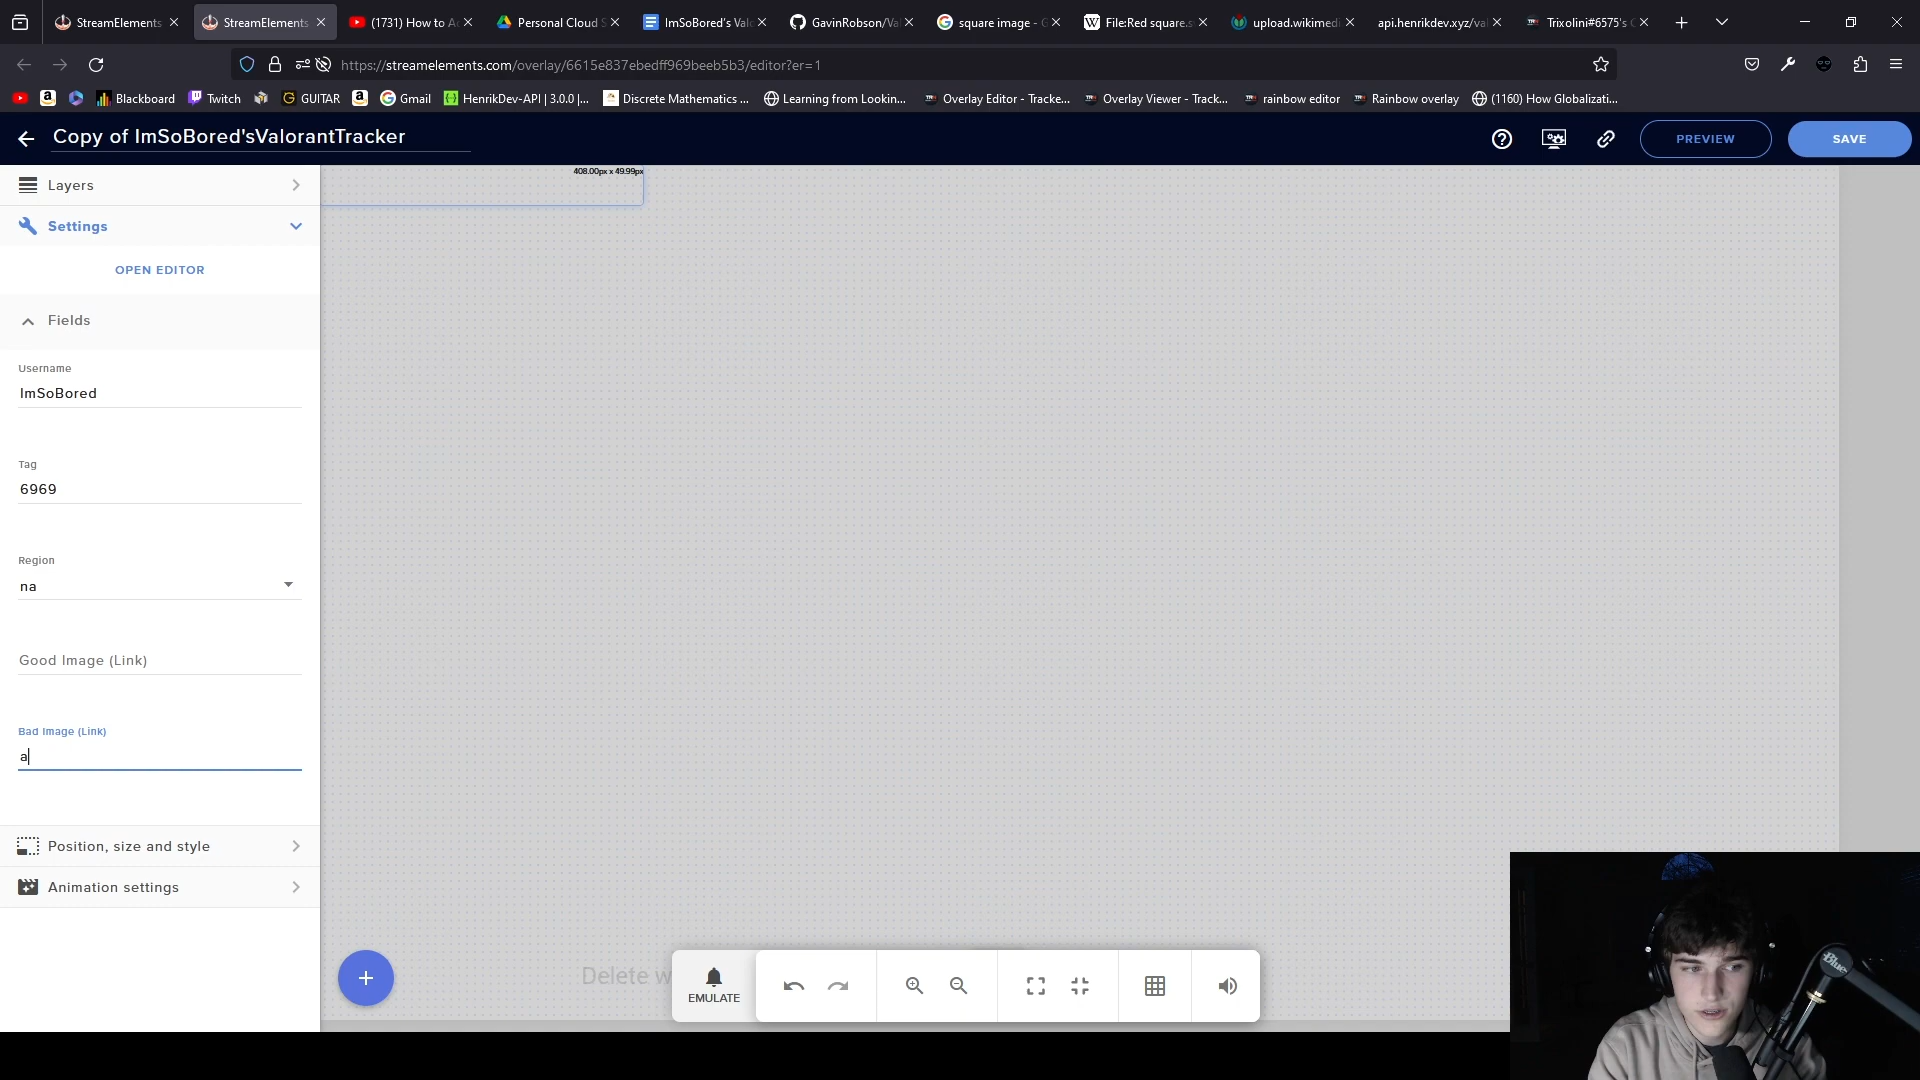 StreamElements
StreamElements
(1731) How to Ac
Personal Cloud S
ImSoBored's Valo
GavinRobson/Va
square image - G
File:Red square.s
upload.wikimedi
api.henrikdev.xyz/val
Trixolini#6575's C
https://streamelements.com/overlay/6615e837ebedff969beeb5b3/editor?er=1
Blackboard
Twitch
GUITAR
Gmail
HenrikDev-API | 3.0.0 |...
Discrete Mathematics ...
Learning from Lookin...
Overlay Editor - Tracke...
Overlay Viewer - Track...
rainbow editor
Rainbow overlay
(1160) How Globalizati...
Copy of ImSoBored'sValorantTracker
PREVIEW
SAVE
Layers
408.00px x 49.99px
Settings
OPEN EDITOR
Fields
Username
ImSoBored
Tag
6969
Region
na
Good Image (Link)
Bad Image (Link)
a
Position, size and style
Animation settings
Delete w
EMULATE
Blue